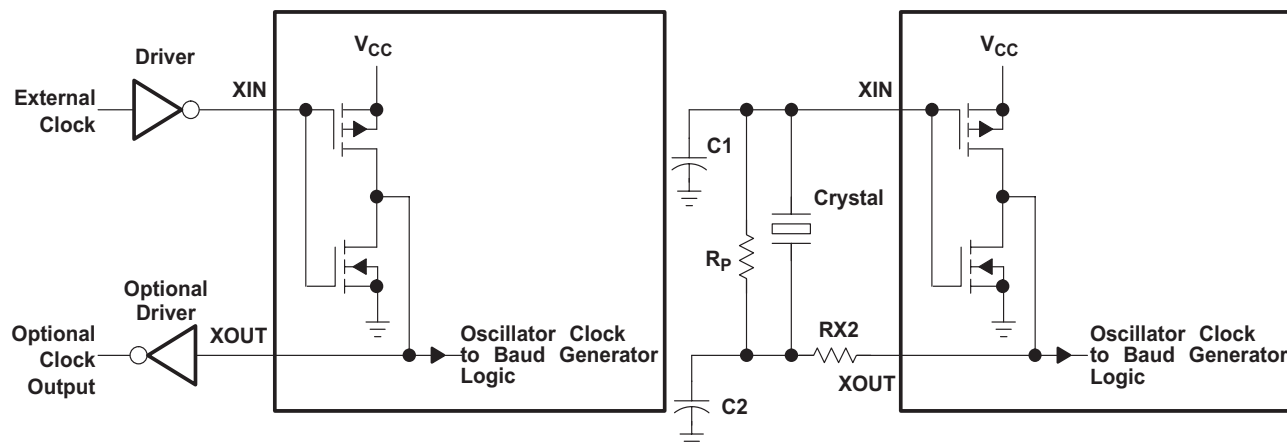 Driver
External
Clock
XIN
VCC
Optional
Driver
Optional
Clock
Output
XOUT
Oscillator Clock
to Baud Generator
Logic
C1
XIN
VCC
Crystal
RP
RX2
XOUT
C2
Oscillator Clock
to Baud Generator
Logic